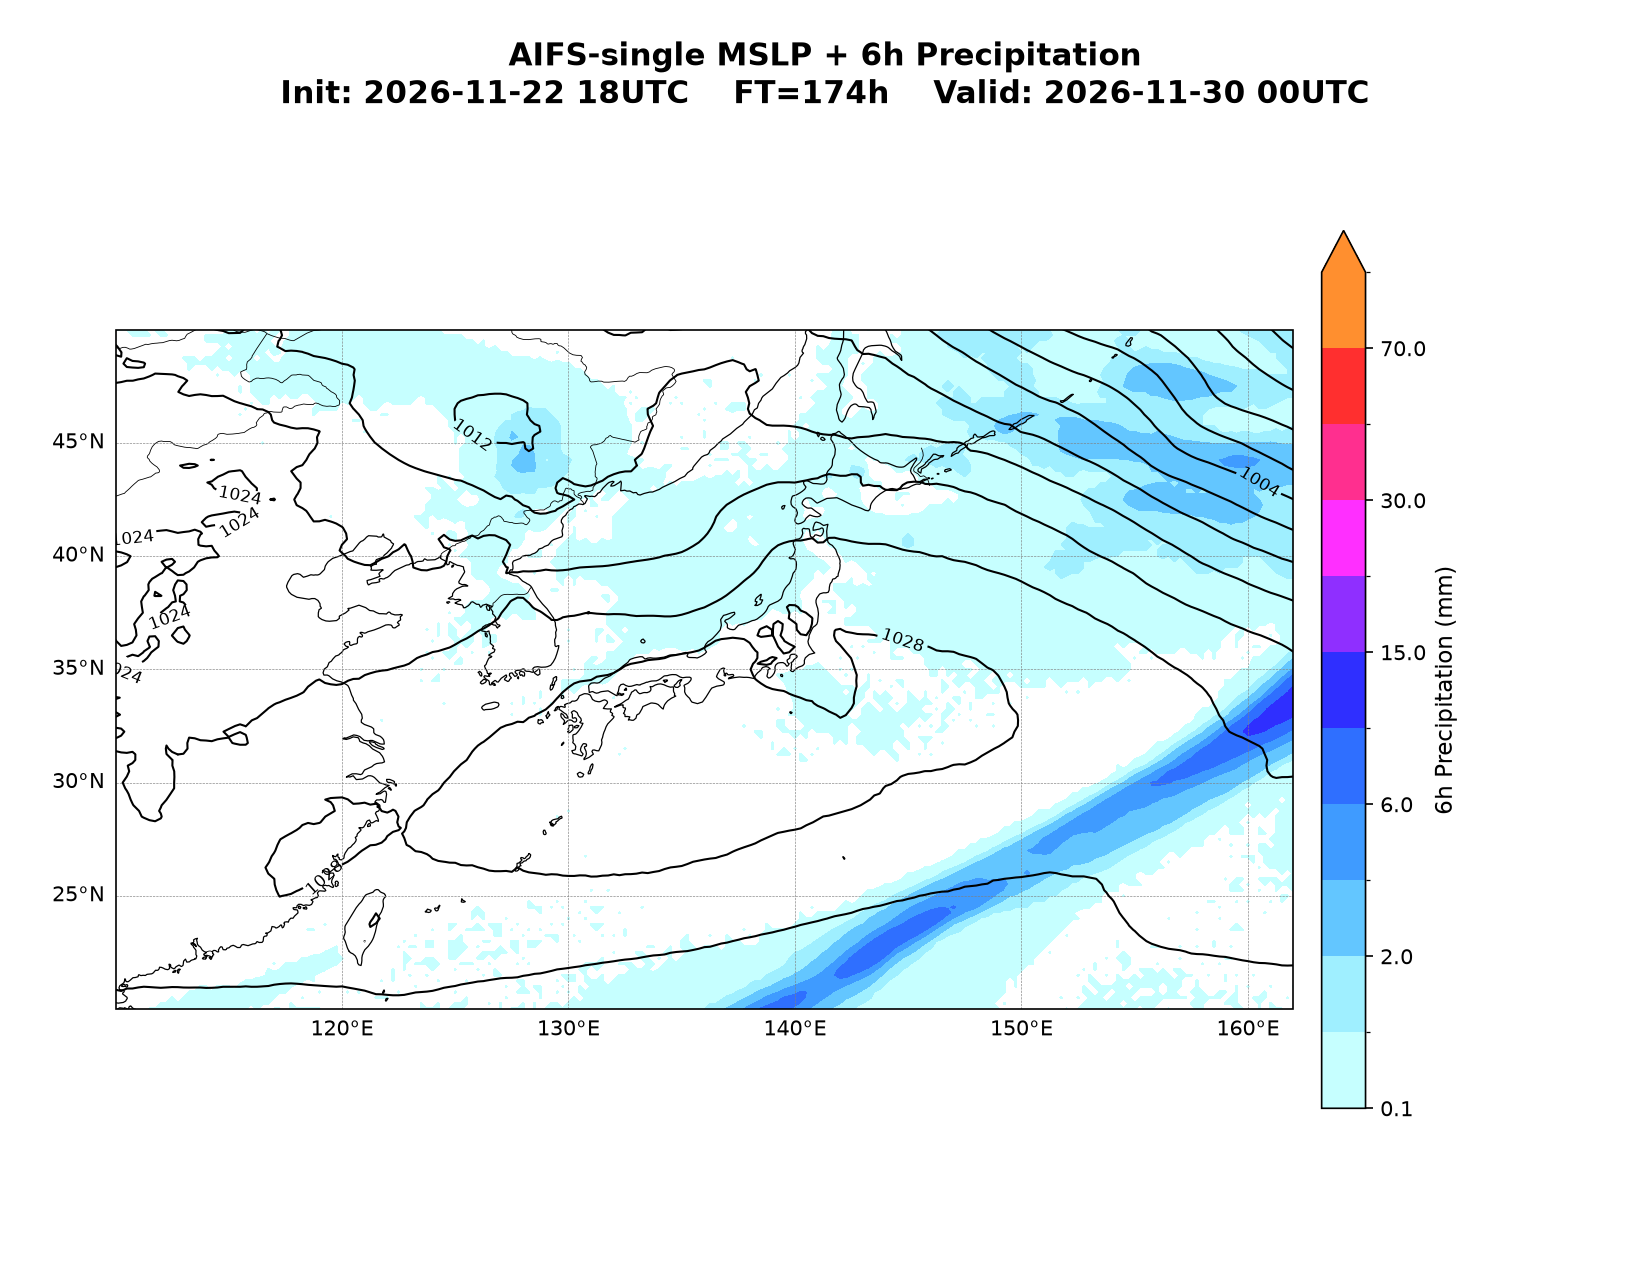 AIFS-single MSLP + 6h Precipitation
Init: 2026-11-22 18UTC    FT=174h    Valid: 2026-11-30 00UTC
70.0
30.0
15.0
6.0
2.0
0.1
6h Precipitation (mm)
45°N
40°N
35°N
30°N
25°N
120°E
130°E
140°E
150°E
160°E
1012
1024
1024
1024
1024
024
1028
1028
1004